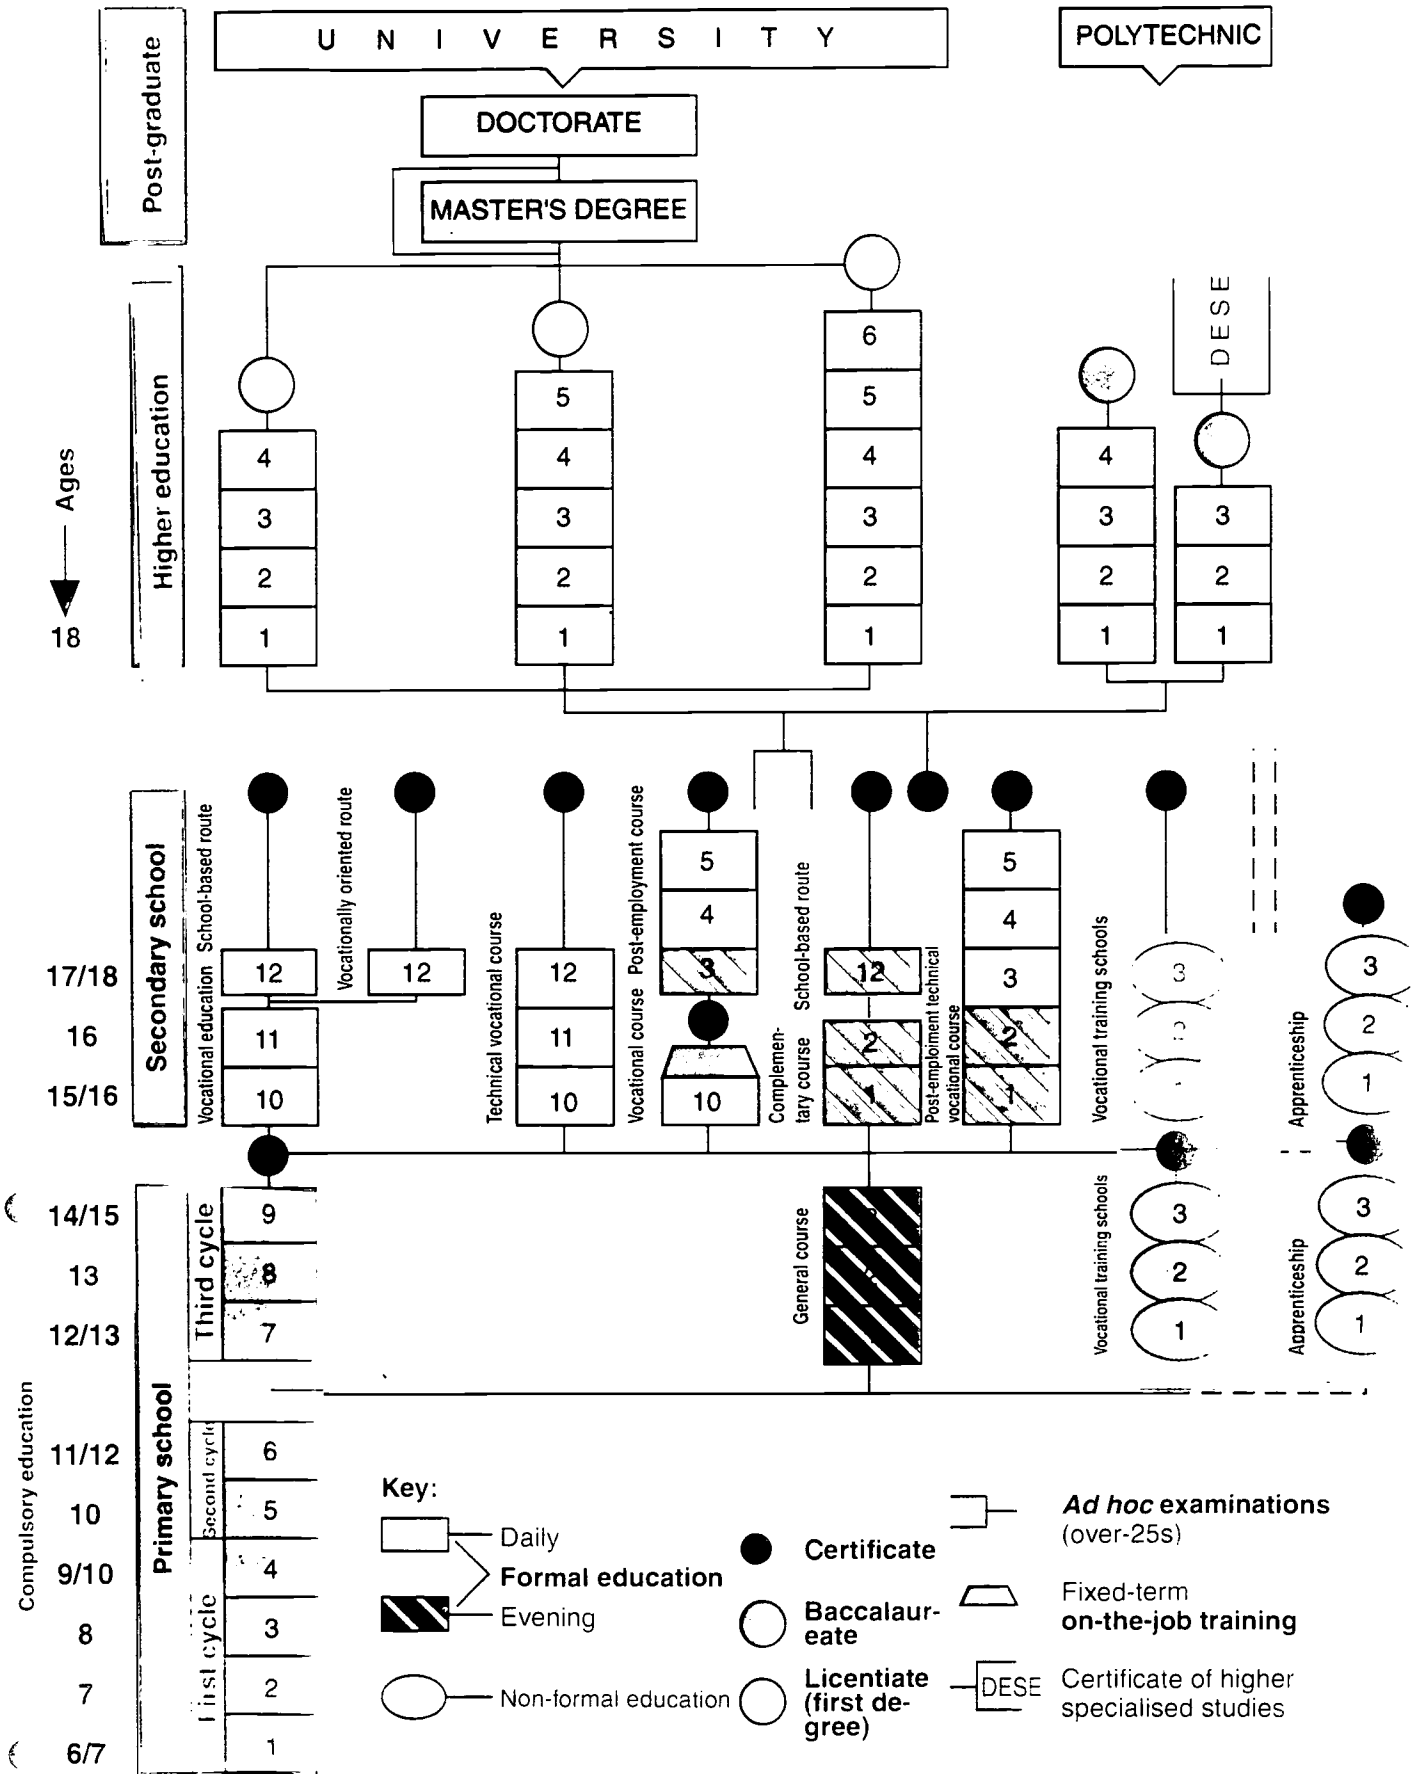 UNIVERSITY
POLYTECHNIC
Post-graduate
DOCTORATE
MASTER'S DEGREE
Higher education
Ages
18
4
3
2
1
5
4
3
2
1
6
5
4
3
2
1
4
3
2
1
DESE
3
2
1
Secondary school
17/18
16
15/16
Vocational education School-based route
12
11
10
Vocationally oriented route
12
Technical vocational course
12
11
10
Vocational course Post-employment course
5
4
3
10
School-based route
Complemen-
tary course
12
2
1
Post-emploiment technical
vocational course
5
4
3
2
1
Vocational training schools
3
2
Apprenticeship
3
2
1
Primary school
Compulsory education
14/15
13
12/13
Third cycle
9
8
7
General course
Vocational training schools
3
2
1
Apprenticeship
3
2
1
11/12
10
9/10
8
7
6/7
Second cycle
6
5
First cycle
4
3
2
1
Key:
Daily
Formal education
Evening
Non-formal education
Certificate
Baccalaur-
eate
Licentiate
(first de-
gree)
Ad hoc examinations
(over-25s)
Fixed-term
on-the-job training
DESE
Certificate of higher
specialised studies